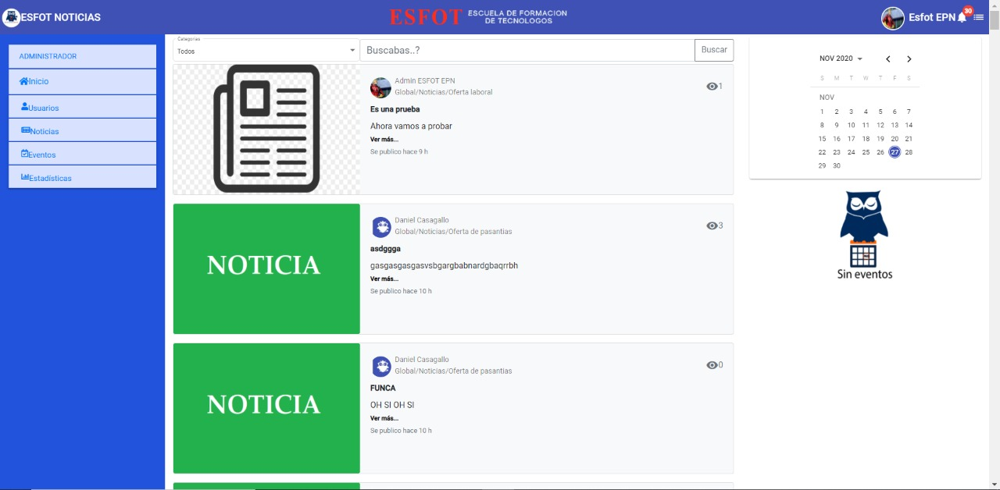 ESFOT NOTICIAS
ESFOT ESCUELA DE FORMACION
DE TECNOLOGOS
Esfot EPN 30
ADMINISTRADOR
Inicio
Usuarios
Noticias
Eventos
Estadísticas
Categorias
Todos
Buscabas..?
Buscar
Admin ESFOT EPN
Global/Noticias/Oferta laboral
1
Es una prueba
Ahora vamos a probar
Ver más...
Se publico hace 9 h
NOTICIA
Daniel Casagallo
Global/Noticias/Oferta de pasantias
3
asdggga
gasgasgasgasvsbgargbabnardgbaqrrbh
Ver más...
Se publico hace 10 h
NOTICIA
Daniel Casagallo
Global/Noticias/Oferta de pasantias
0
FUNCA
OH SI OH SI
Ver más...
Se publico hace 10 h
NOV 2020
S M T W T F S
NOV
1 2 3 4 5 6 7
8 9 10 11 12 13 14
15 16 17 18 19 20 21
22 23 24 25 26 27 28
29 30
Sin eventos